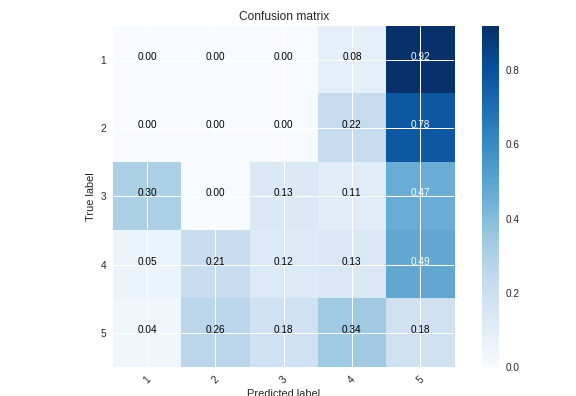 Confusion matrix
True label
1 0.00 0.00 0.00 0.08 0.92
2 0.00 0.00 0.00 0.22 0.78
3 0.30 0.00 0.13 0.11 0.47
4 0.05 0.21 0.12 0.13 0.49
5 0.04 0.26 0.18 0.34 0.18
1 2 3 4 5
Predicted label
0.8
0.6
0.4
0.2
0.0